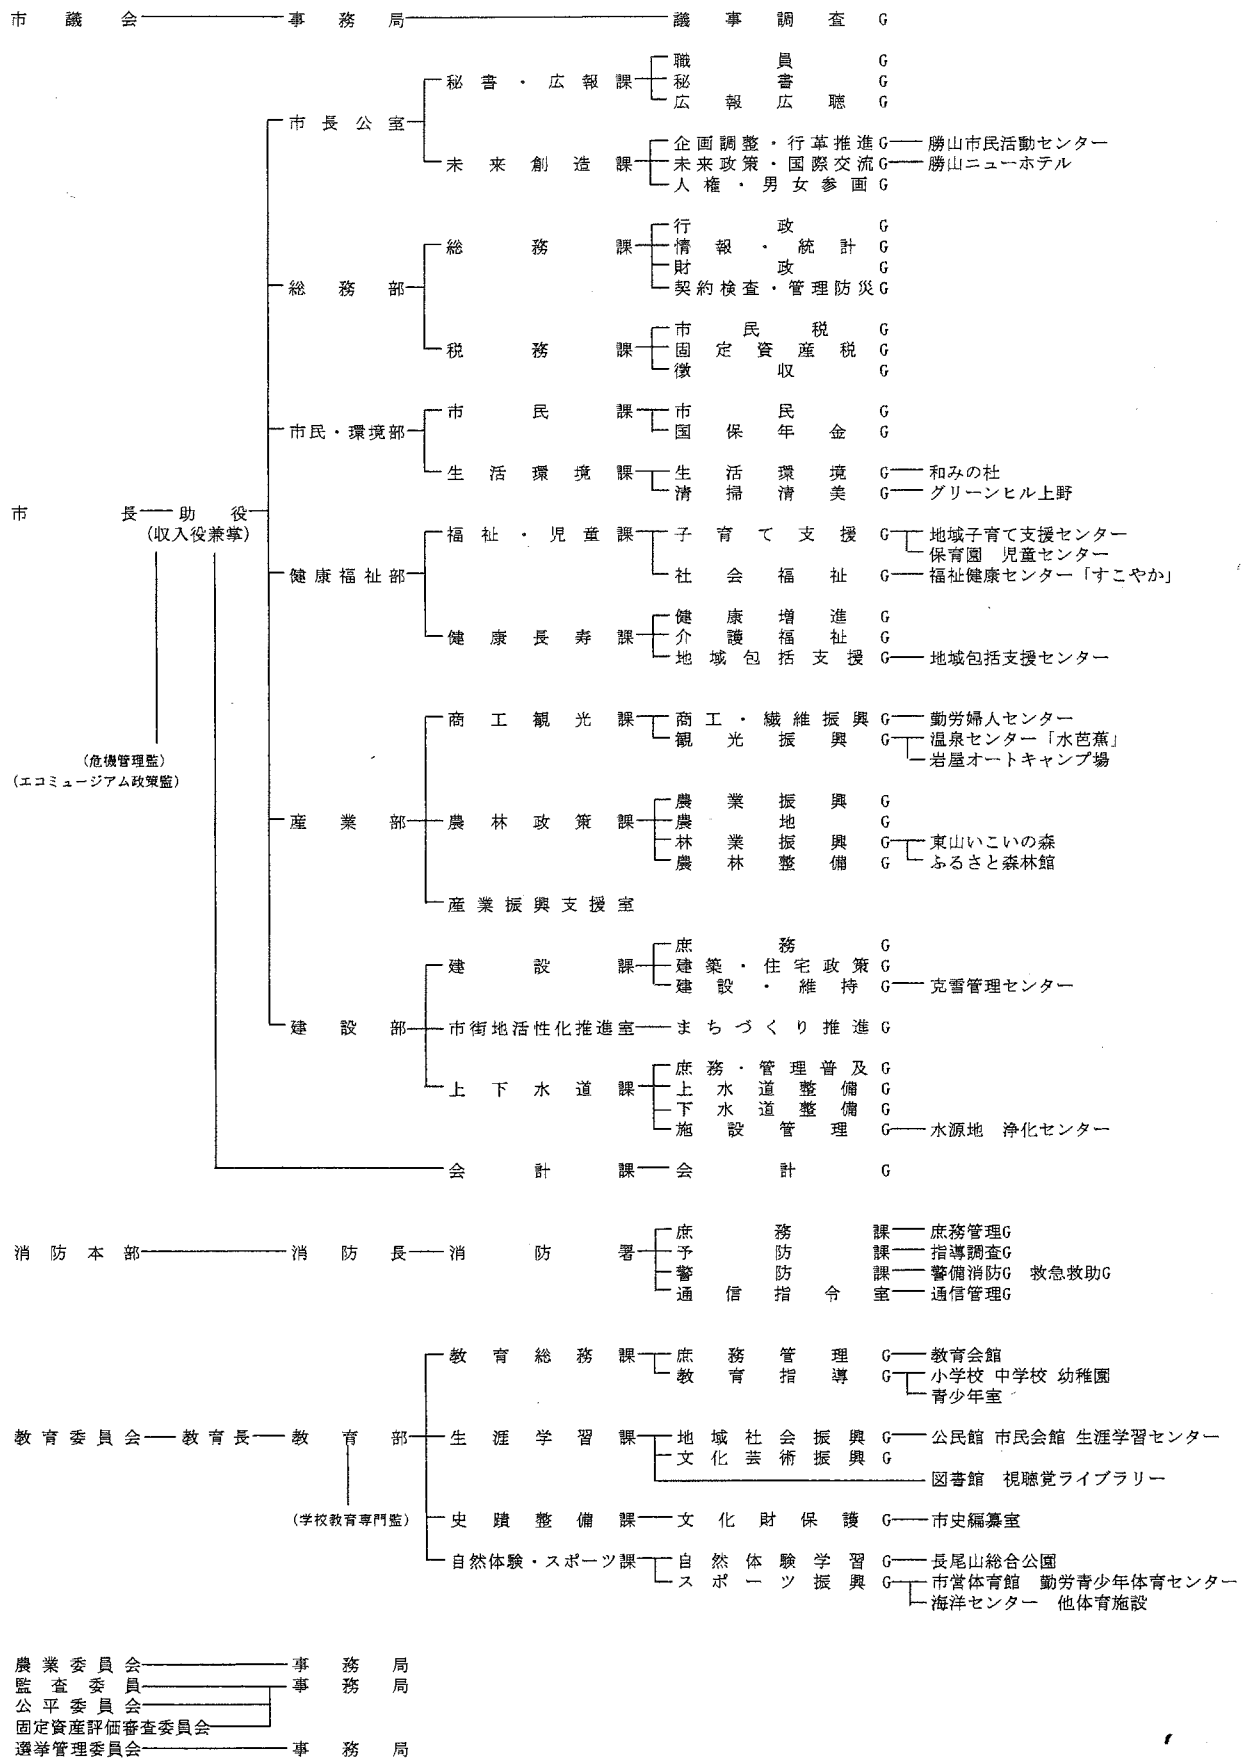 市議会 事務局 議事調査G
職員G
秘書・広報課 秘書G
広報広聴G
市長公室
企画調整・行革推進G 勝山市民活動センター
未来創造課 未来政策・国際交流G 勝山ニューホテル
人権・男女参画G
行政G
総務課 情報・統計G
財政G
総務部 契約検査・管理防災G
市民税G
税務課 固定資産税G
徴収G
市民課 市民G
市民・環境部 国保年金G
生活環境課 生活環境G 和みの杜
清掃清美G グリーンヒル上野
市長 助役
(収入役兼掌) 福祉・児童課 子育て支援G 地域子育て支援センター
保育園 児童センター
健康福祉部 社会福祉G 福祉健康センター「すこやか」
健康増進G
健康長寿課 介護福祉G
地域包括支援G 地域包括支援センター
商工観光課 商工・繊維振興G 勤労婦人センター
観光振興G 温泉センター「水芭蕉」
(危機管理監) 岩屋オートキャンプ場
(エコミュージアム政策監)
農業振興G
産業部 農林政策課 農地G
林業振興G 東山いこいの森
農林整備G ふるさと森林館
産業振興支援室
庶務G
建設課 建築・住宅政策G
建設・維持G 克雪管理センター
建設部 市街地活性化推進室 まちづくり推進G
庶務・管理普及G
上下水道課 上水道整備G
下水道整備G
施設管理G 水源地 浄化センター
会計課 会計G
庶務課 庶務管理G
消防本部 消防長 消防署 予防課 指導調査G
警防課 警備消防G 救急救助G
通信指令室 通信管理G
教育総務課 庶務管理G 教育会館
教育指導G 小学校 中学校 幼稚園
青少年室
教育委員会 教育長 教育部 生涯学習課 地域社会振興G 公民館 市民会館 生涯学習センター
文化芸術振興G
図書館 視聴覚ライブラリー
(学校教育専門監) 史蹟整備課 文化財保護G 市史編纂室
自然体験・スポーツ課 自然体験学習G 長尾山総合公園
スポーツ振興G 市営体育館 勤労青少年体育センター
海洋センター 他体育施設
農業委員会 事務局
監査委員 事務局
公平委員会
固定資産評価審査委員会
選挙管理委員会 事務局